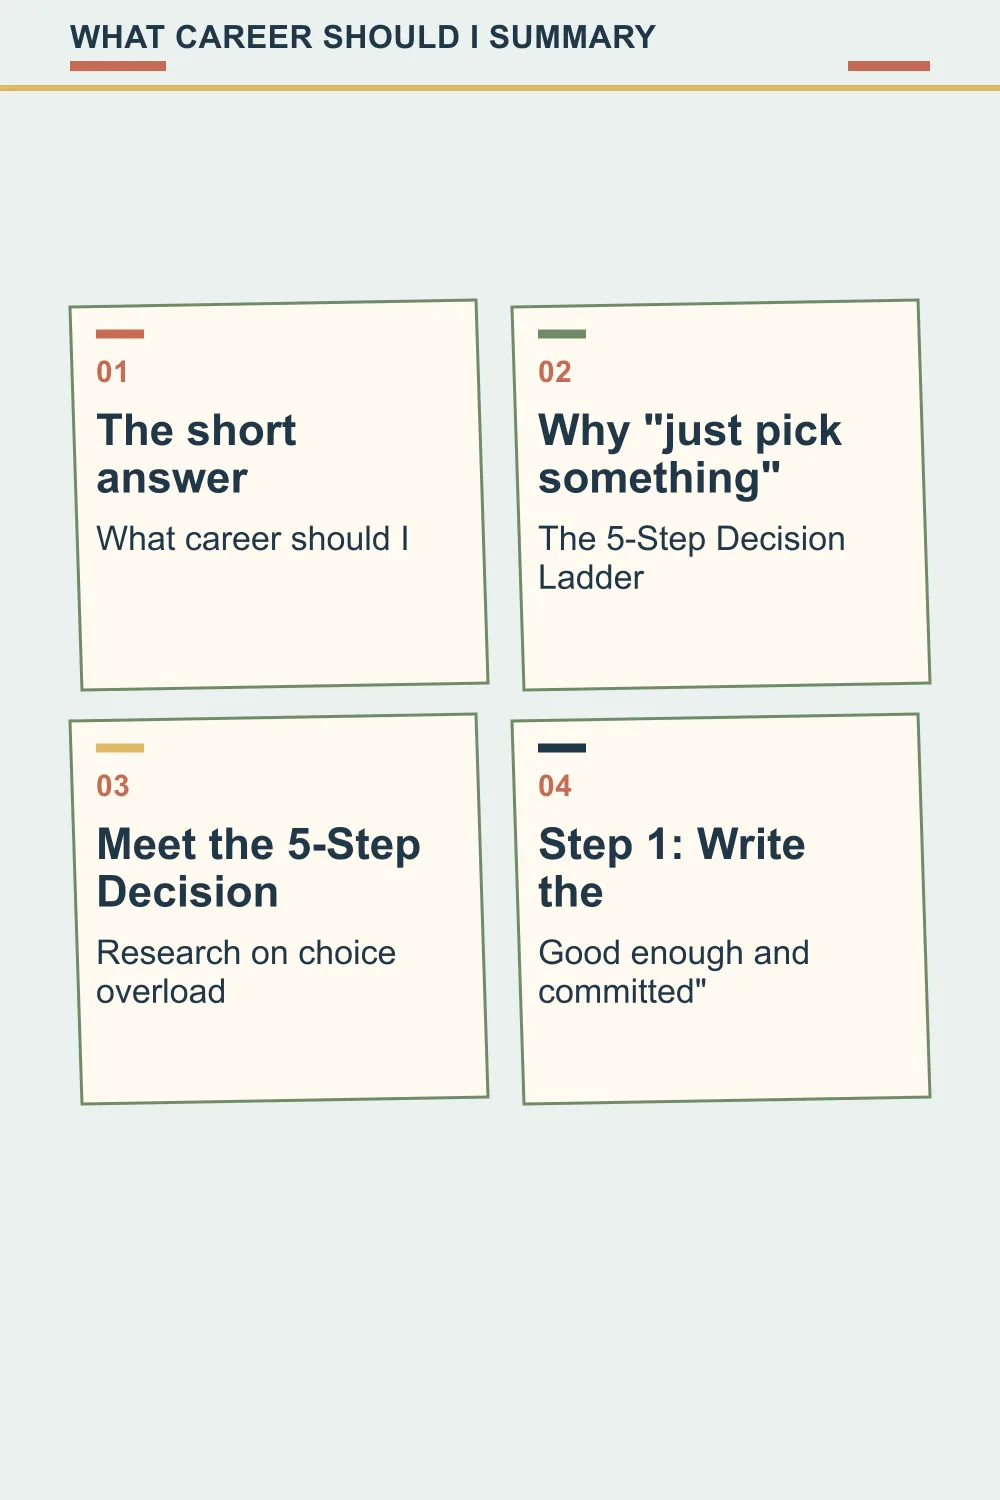 WHAT CAREER SHOULD I SUMMARY
01
The short
answer
What career should I
02
Why "just pick
something"
The 5-Step Decision
Ladder
03
Meet the 5-Step
Decision
Research on choice
overload
04
Step 1: Write
the
Good enough and
committed"